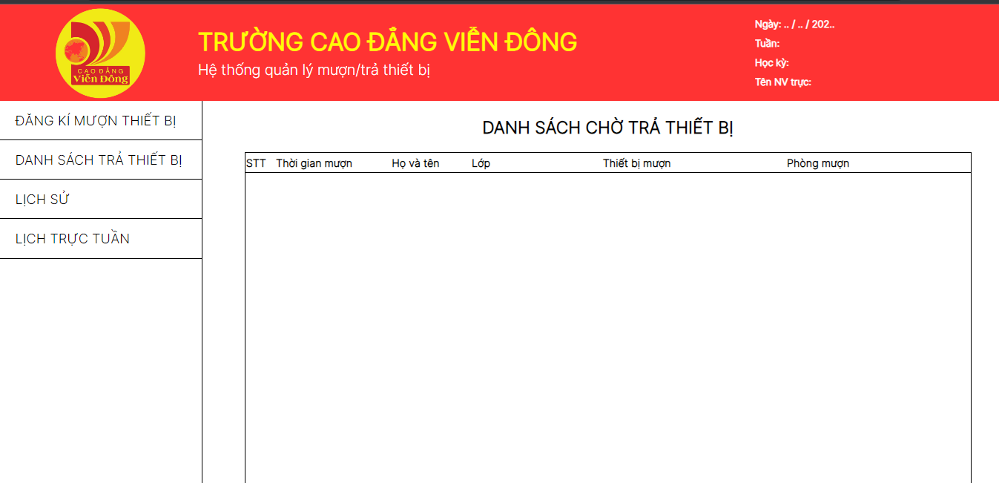 CAO ĐẲNG
Viễn Đông
TRƯỜNG CAO ĐẲNG VIỄN ĐÔNG
Hệ thống quản lý mượn/trả thiết bị
Ngày: .. / .. / 202..
Tuần:
Học kỳ:
Tên NV trực:
ĐĂNG KÍ MƯỢN THIẾT BỊ
DANH SÁCH TRẢ THIẾT BỊ
LỊCH SỬ
LỊCH TRỰC TUẦN
DANH SÁCH CHỜ TRẢ THIẾT BỊ
STT Thời gian mượn Họ và tên Lớp Thiết bị mượn Phòng mượn